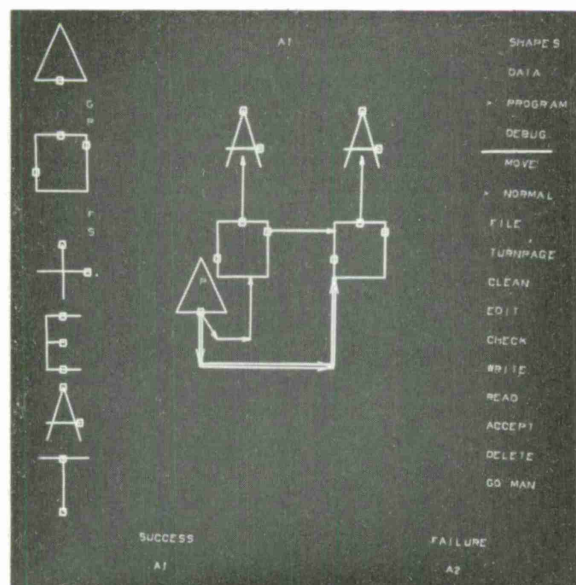 A1
SHAPES
DATA
> PROGRAM
DEBUG
MOVE
> NORMAL
FILE
TURNPAGE
CLEAN
EDIT
CHECK
WRITE
READ
ACCEPT
DELETE
GO MAN
G
P
F
S
P
SUCCESS
A1
FAILURE
A2